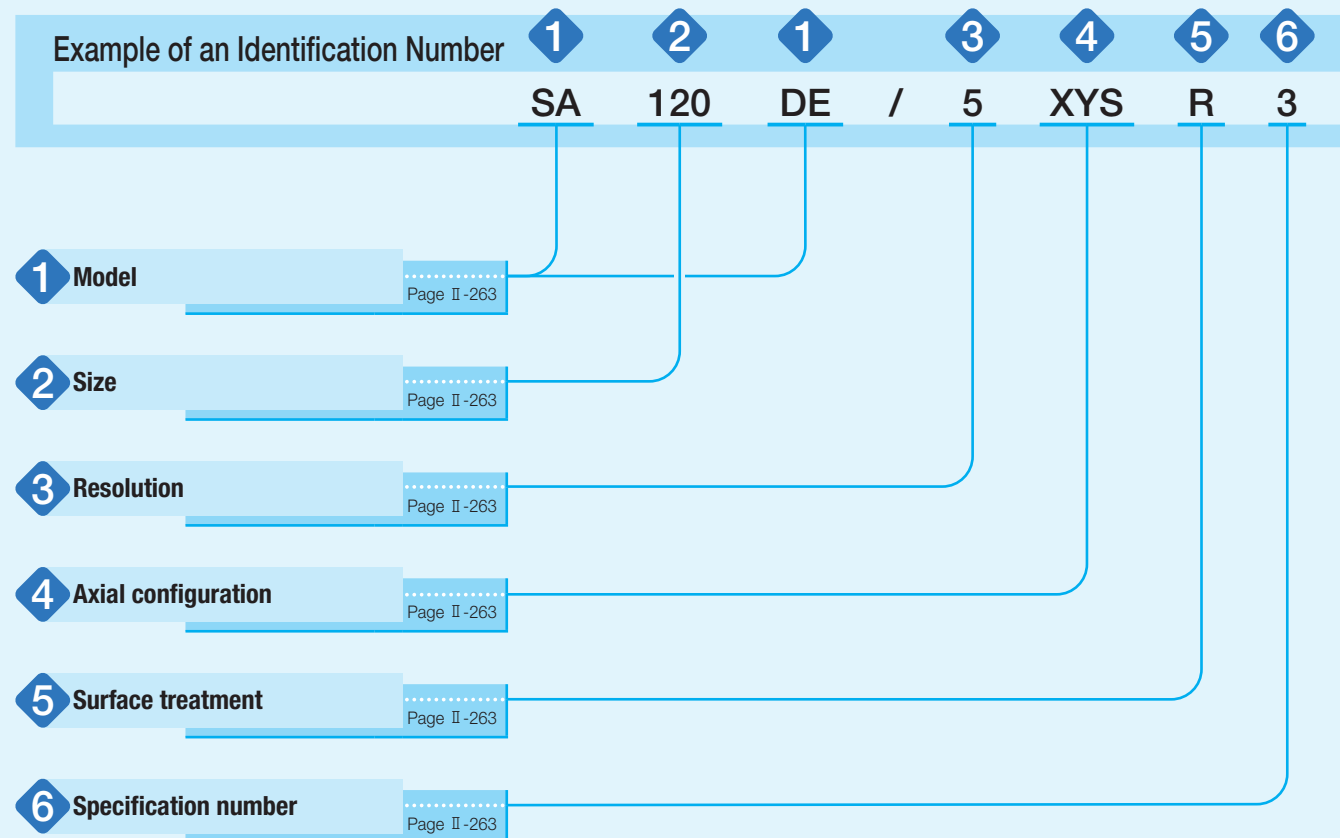 1 2 1 3 4 5 6
Example of an Identification Number
SA 120 DE / 5 XYS R 3
1 Model
Page Ⅱ-263
2 Size
Page Ⅱ-263
3 Resolution
Page Ⅱ-263
4 Axial configuration
Page Ⅱ-263
5 Surface treatment
Page Ⅱ-263
6 Specification number
Page Ⅱ-263